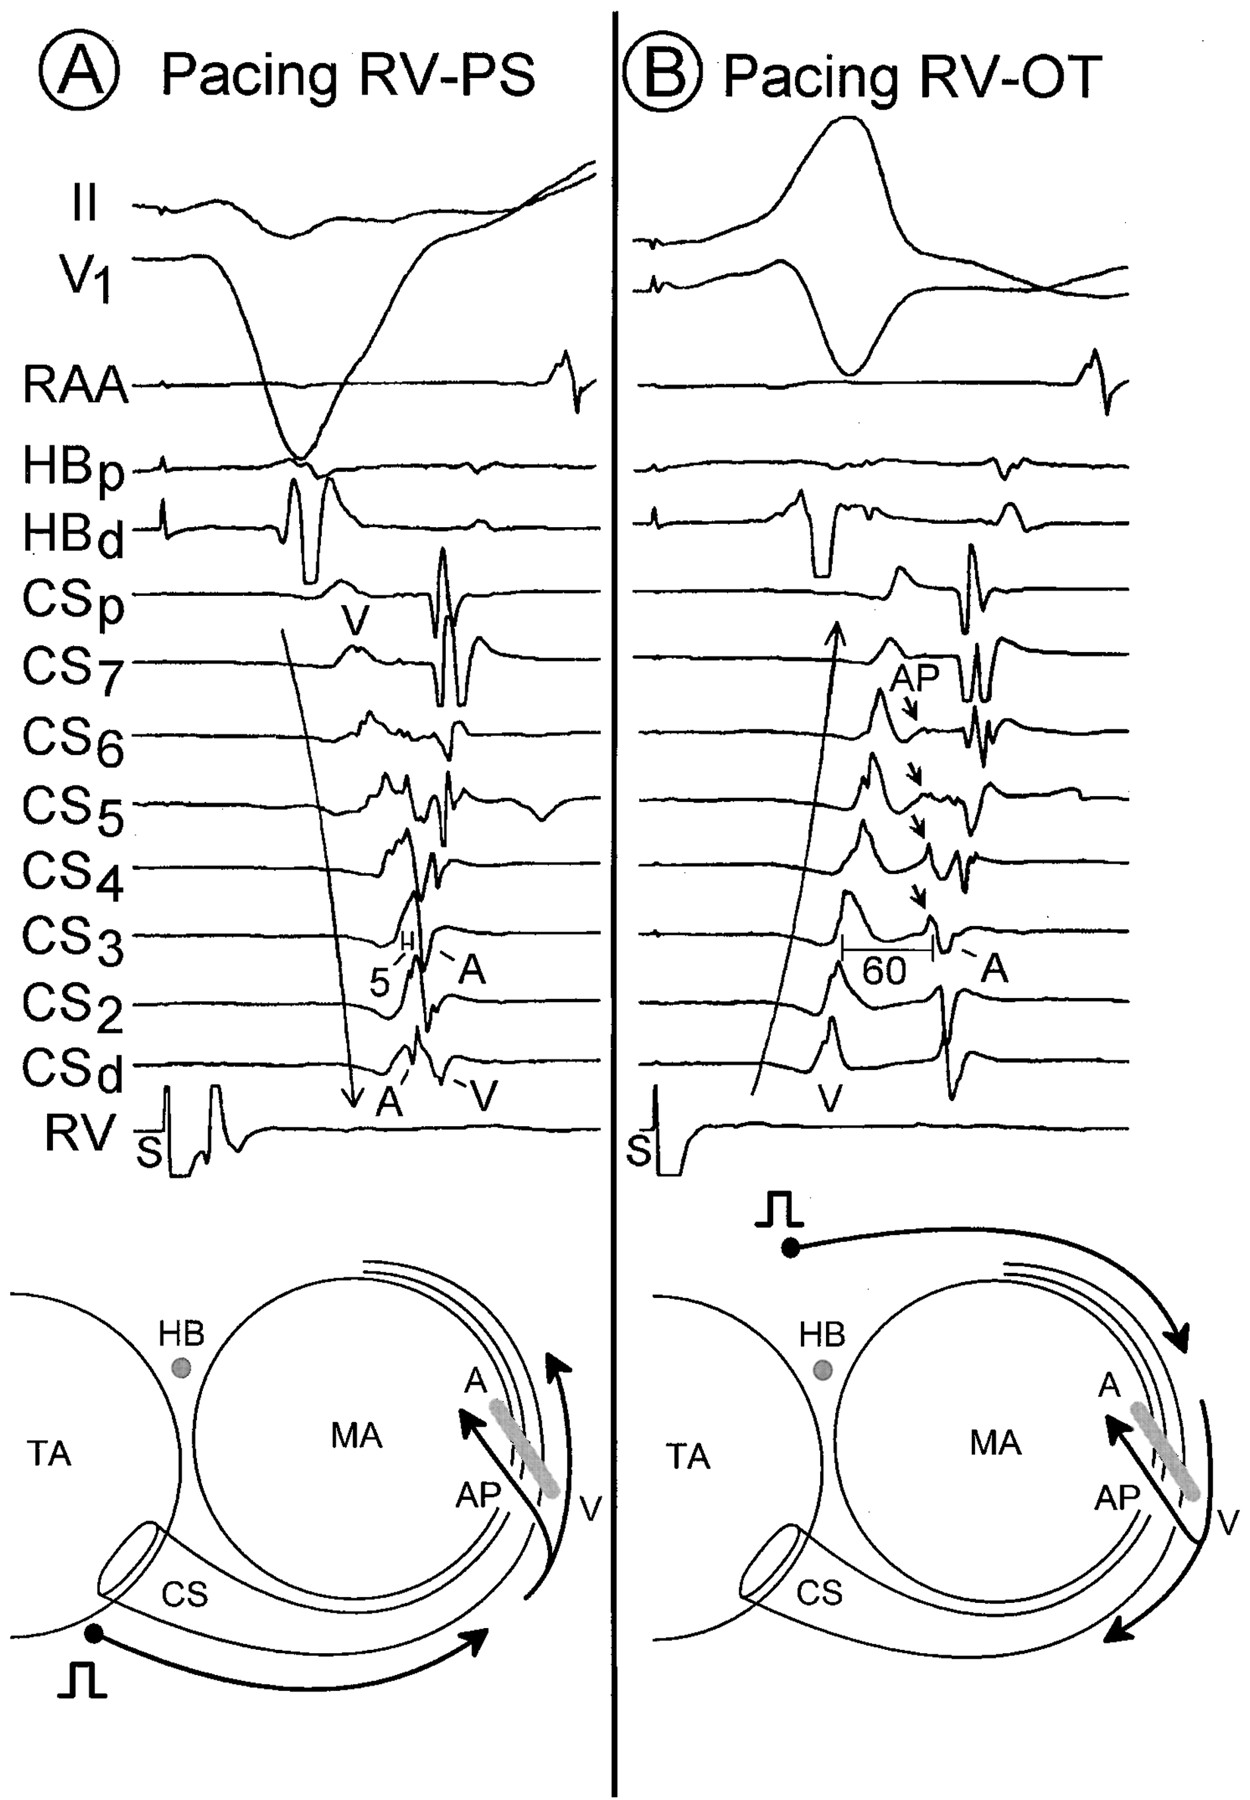 A Pacing RV-PS
II
V1
RAA
HBp
HBd
CSp
V
CS7
CS6
CS5
CS4
CS3
5
A
CS2
CSd
A
V
RV
S
HB
A
TA
MA
AP
V
CS
B Pacing RV-OT
AP
60
A
V
S
HB
A
TA
MA
AP
V
CS